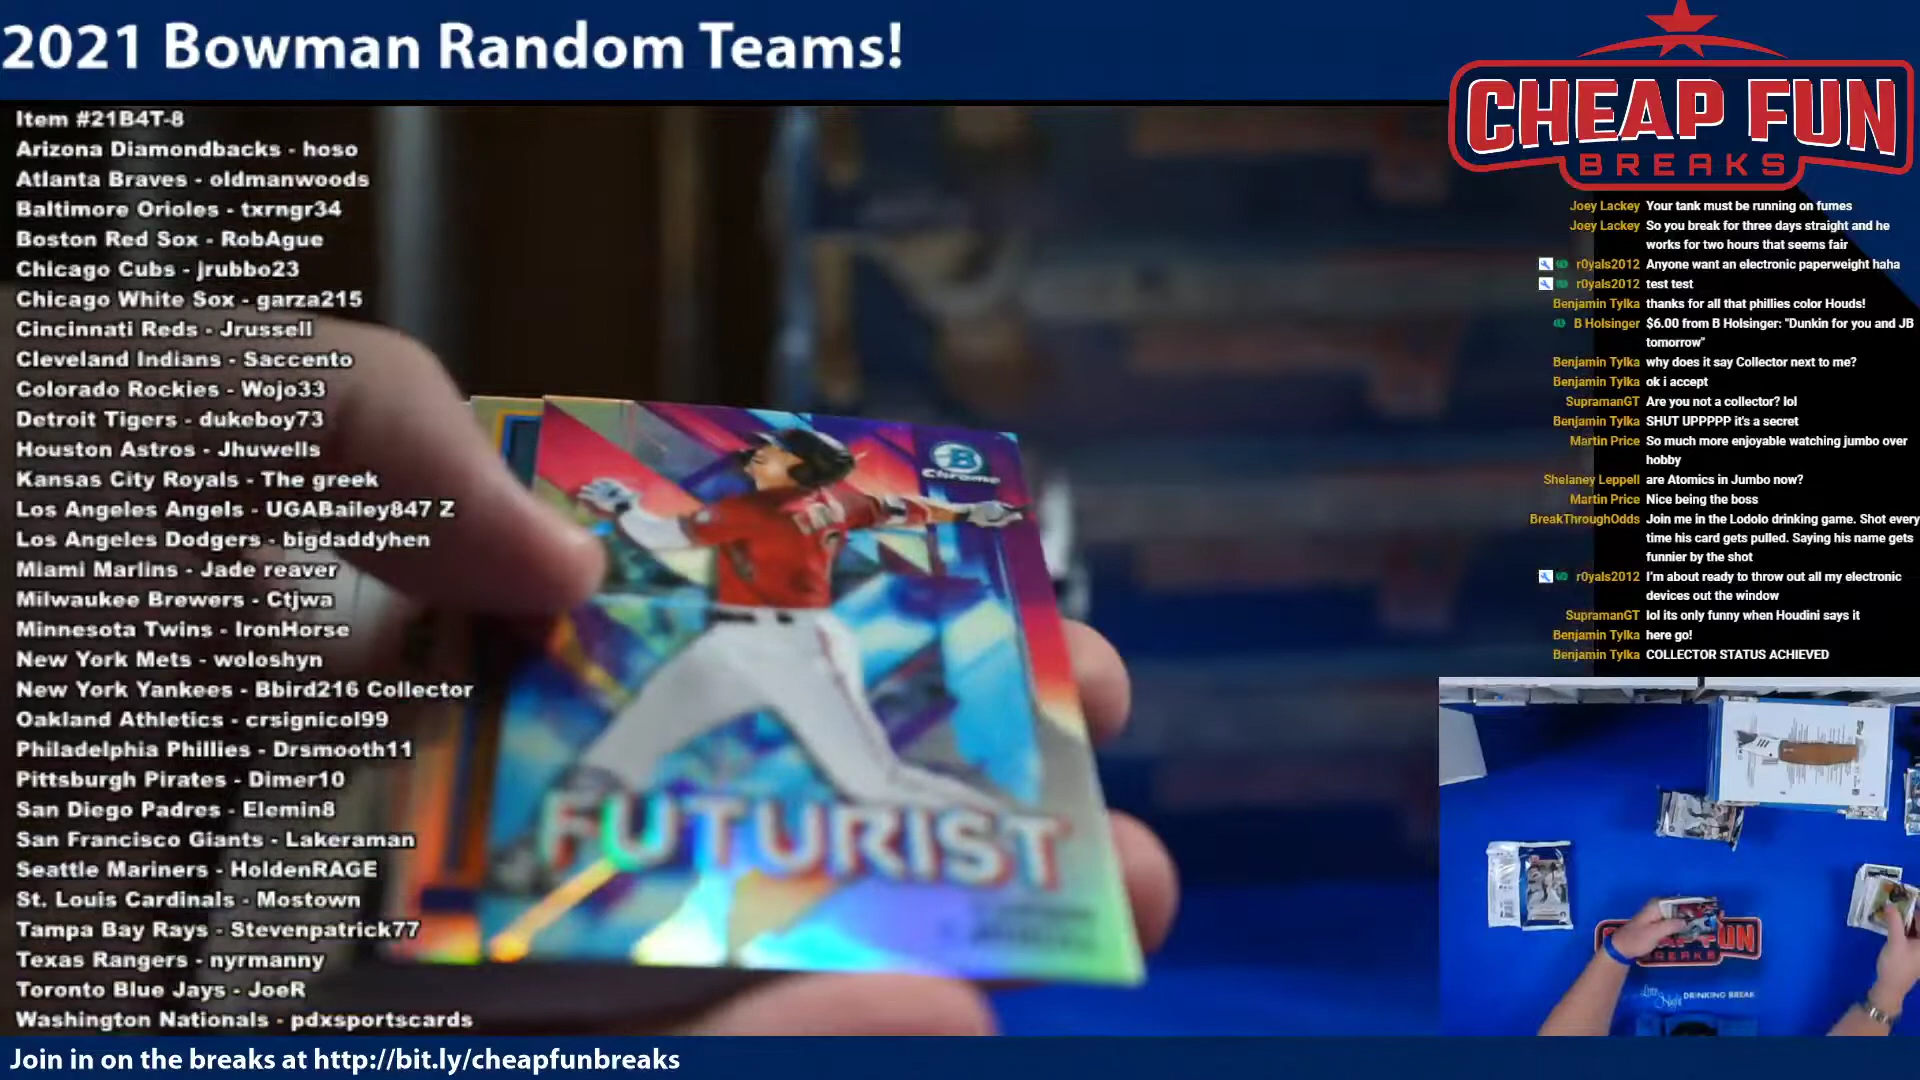 2021 Bowman Random Teams!
CHEAP FUN
BREAKS
Item #21B4T-8
Arizona Diamondbacks - hoso
Atlanta Braves - oldmanwoods
Baltimore Orioles - txrngr34
Boston Red Sox - RobAgue
Chicago Cubs - jrubbo23
Chicago White Sox - garza215
Cincinnati Reds - Jrussell
Cleveland Indians - Saccento
Colorado Rockies - Wojo33
Detroit Tigers - dukeboy73
Houston Astros - Jhuwells
Kansas City Royals - The greek
Los Angeles Angels - UGABailey847 Z
Los Angeles Dodgers - bigdaddyhen
Miami Marlins - Jade reaver
Milwaukee Brewers - Ctjwa
Minnesota Twins - IronHorse
New York Mets - woloshyn
New York Yankees - Bbird216 Collector
Oakland Athletics - crsignicol99
Philadelphia Phillies - Drsmooth11
Pittsburgh Pirates - Dimer10
San Diego Padres - Elemin8
San Francisco Giants - Lakeraman
Seattle Mariners - HoldenRAGE
St. Louis Cardinals - Mostown
Tampa Bay Rays - Stevenpatrick77
Texas Rangers - nyrmanny
Toronto Blue Jays - JoeR
Washington Nationals - pdxsportscards
B
Chrome
FUTURIST
Joey Lackey Your tank must be running on fumes
Joey Lackey So you break for three days straight and he
works for two hours that seems fair
r0yals2012 Anyone want an electronic paperweight haha
r0yals2012 test test
Benjamin Tylka thanks for all that phillies color Houds!
B Holsinger $6.00 from B Holsinger: "Dunkin for you and JB
tomorrow"
Benjamin Tylka why does it say Collector next to me?
Benjamin Tylka ok i accept
SupramanGT Are you not a collector? lol
Benjamin Tylka SHUT UPPPPP it's a secret
Martin Price So much more enjoyable watching jumbo over
hobby
Shelaney Leppell are Atomics in Jumbo now?
Martin Price Nice being the boss
BreakThroughOdds Join me in the Lodolo drinking game. Shot every
time his card gets pulled. Saying his name gets
funnier by the shot
r0yals2012 I'm about ready to throw out all my electronic
devices out the window
SupramanGT lol its only funny when Houdini says it
Benjamin Tylka here go!
Benjamin Tylka COLLECTOR STATUS ACHIEVED
CHEAP FUN
BREAKS
Late Night DRINKING BREAK
Join in on the breaks at http://bit.ly/cheapfunbreaks